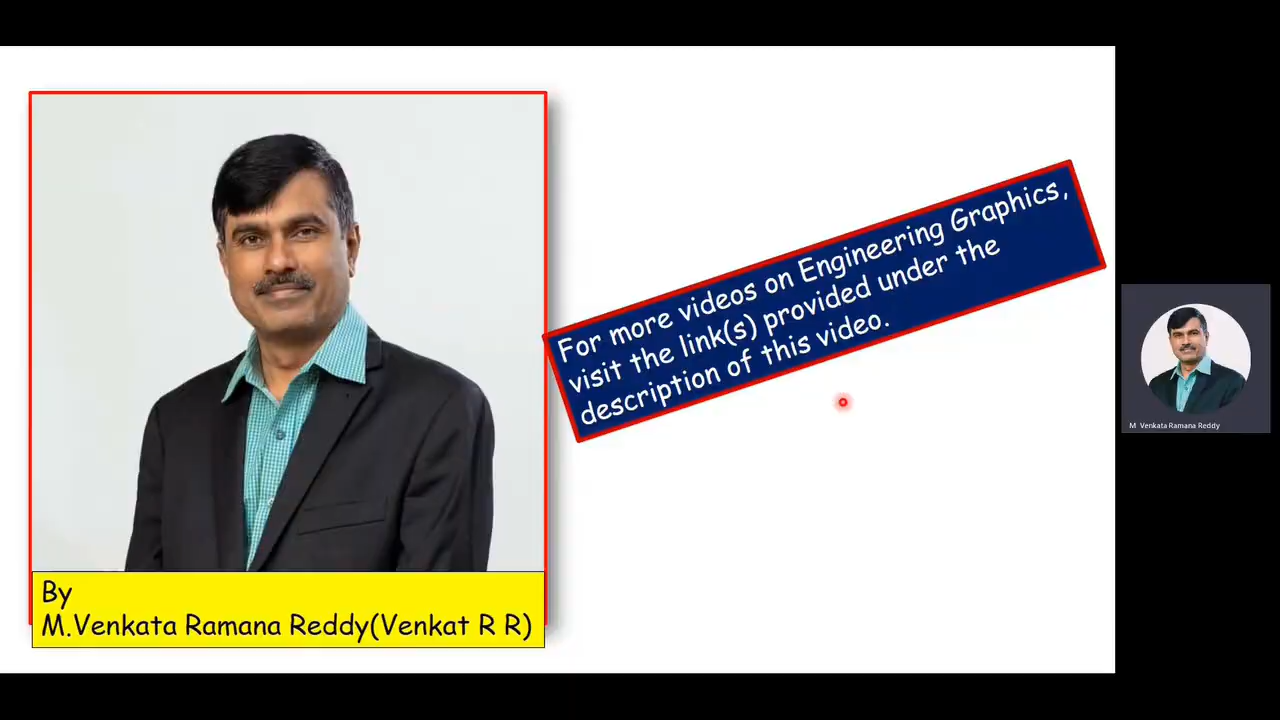 For more videos on Engineering Graphics,
visit the link(s) provided under the
description of this video.
By
M.Venkata Ramana Reddy(Venkat R R)
M Venkata Ramana Reddy